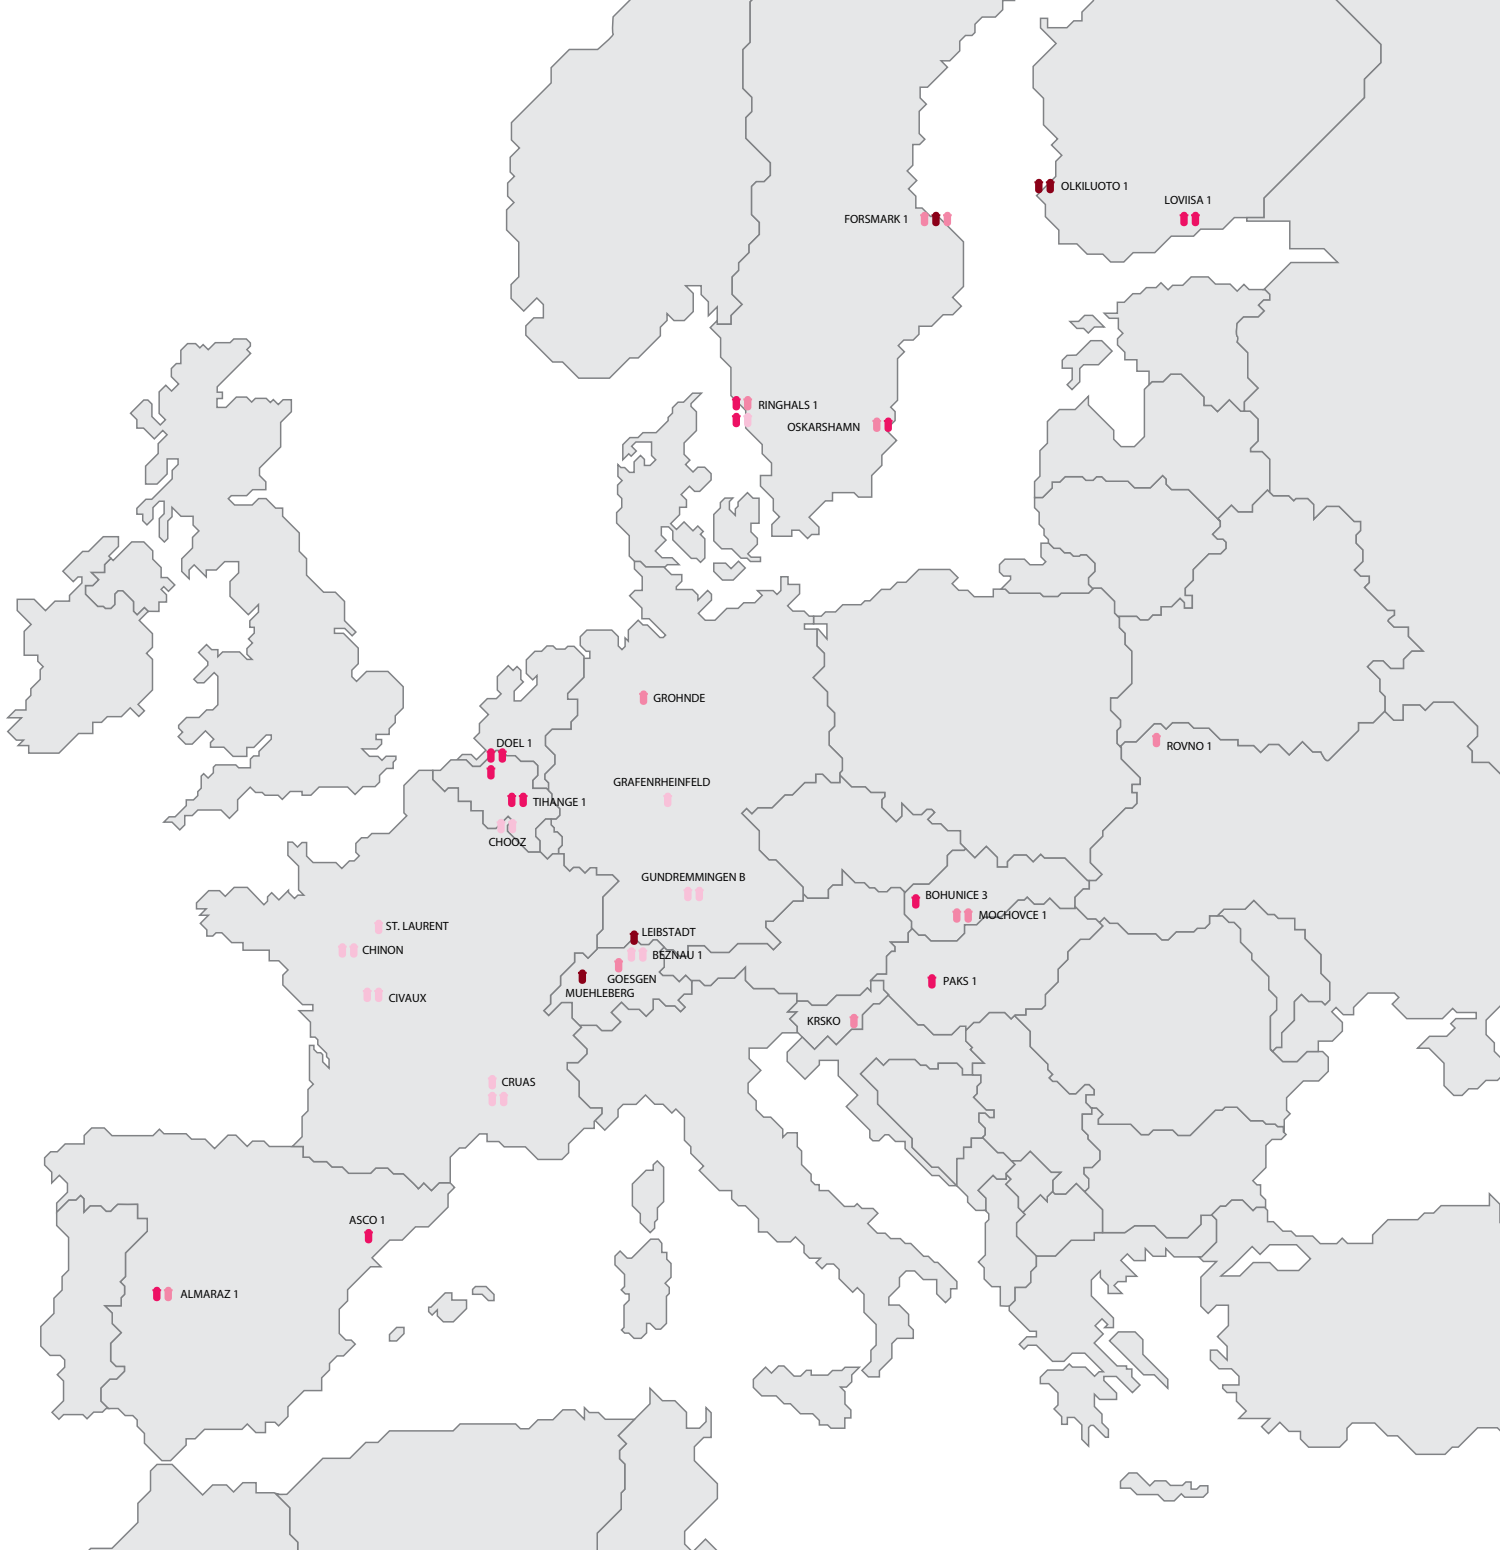 OLKILUOTO 1
LOVIISA 1
FORSMARK 1
RINGHALS 1
OSKARSHAMN
GROHNDE
DOEL 1
ROVNO 1
GRAFENRHEINFELD
TIHANGE 1
CHOOZ
GUNDREMMINGEN B
BOHUNICE 3
MOCHOVCE 1
ST. LAURENT
LEIBSTADT
CHINON
BEZNAU 1
GOESGEN
PAKS 1
MUEHLEBERG
CIVAUX
KRSKO
CRUAS
ASCO 1
ALMARAZ 1